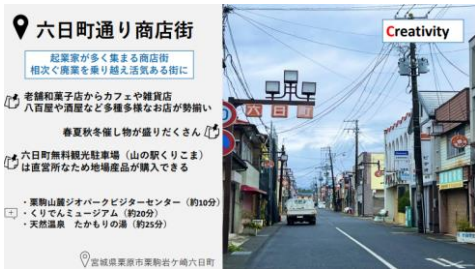 六日町通り商店街
起業家が多く集まる商店街
相次ぐ廃業を乗り越え活気ある街に
老舗和菓子店からカフェや雑貨店
八百屋や酒屋など多種多様なお店が勢揃い
春夏秋冬催し物が盛りだくさん
六日町無料観光駐車場（山の駅くりこま）
は直営所なため地場産品が購入できる
・栗駒山麓ジオパークビジターセンター（約10分）
・くりでんミュージアム（約20分）
・天然温泉 たかもりの湯（約25分）
宮城県栗原市栗駒岩ケ崎六日町
Creativity
六日町